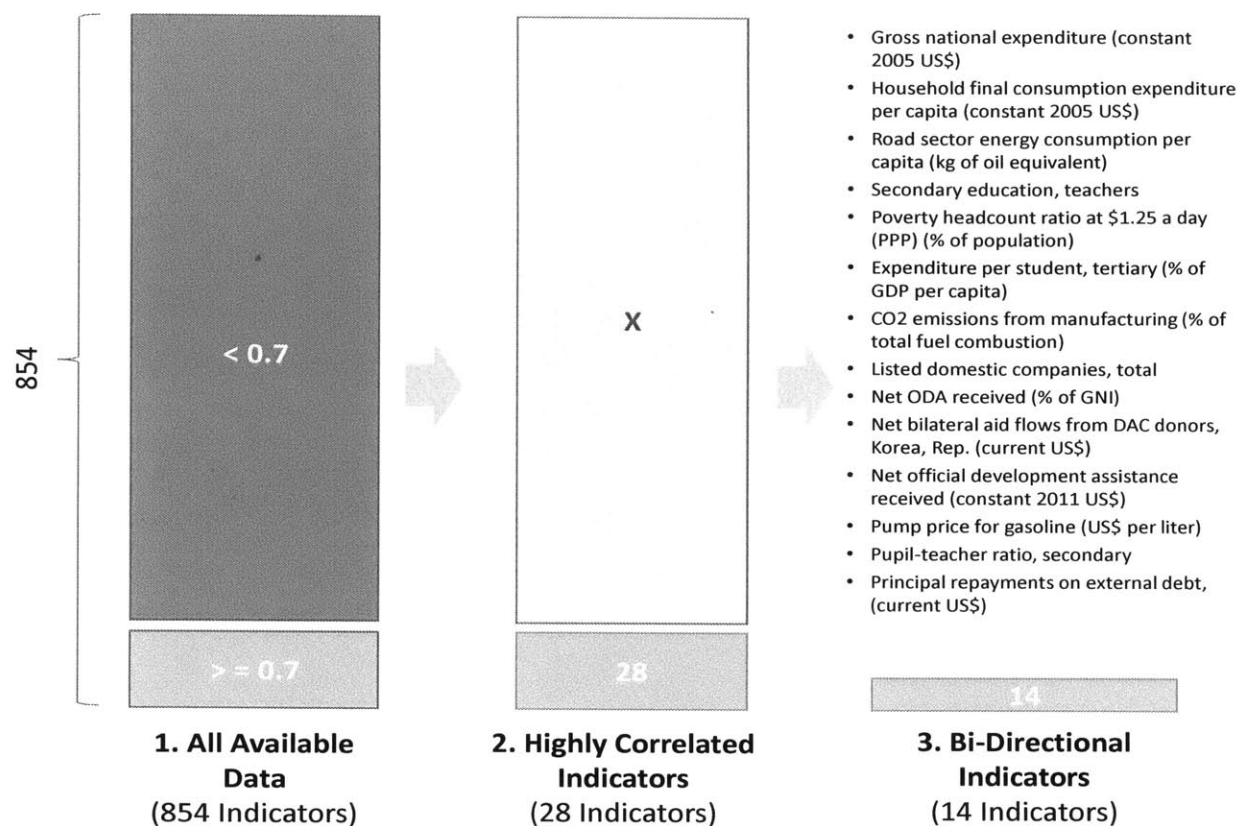 854
< 0.7
> = 0.7
1. All Available
Data
(854 Indicators)
X
28
2. Highly Correlated
Indicators
(28 Indicators)
• Gross national expenditure (constant
2005 US$)
• Household final consumption expenditure
per capita (constant 2005 US$)
• Road sector energy consumption per
capita (kg of oil equivalent)
• Secondary education, teachers
• Poverty headcount ratio at $1.25 a day
(PPP) (% of population)
• Expenditure per student, tertiary (% of
GDP per capita)
• CO2 emissions from manufacturing (% of
total fuel combustion)
• Listed domestic companies, total
• Net ODA received (% of GNI)
• Net bilateral aid flows from DAC donors,
Korea, Rep. (current US$)
• Net official development assistance
received (constant 2011 US$)
• Pump price for gasoline (US$ per liter)
• Pupil-teacher ratio, secondary
• Principal repayments on external debt,
(current US$)
14
3. Bi-Directional
Indicators
(14 Indicators)